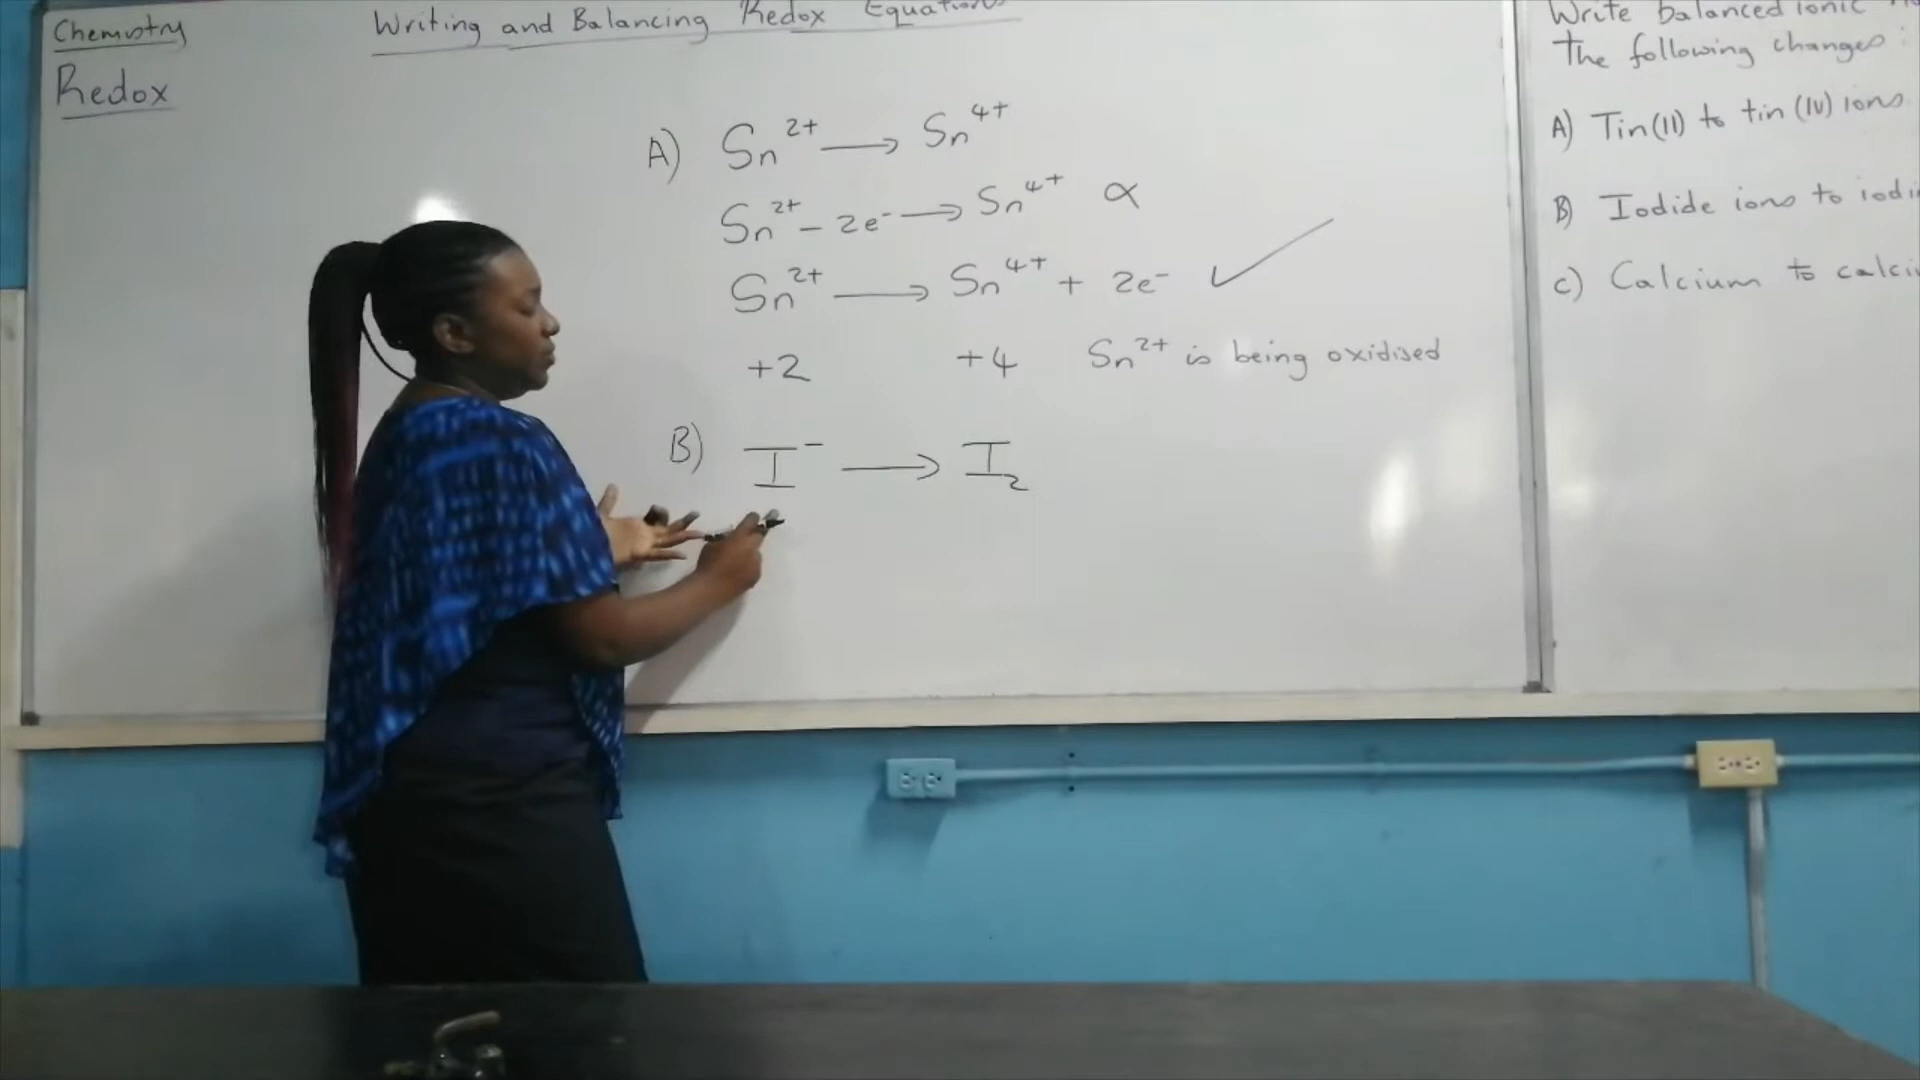 Chemistry
Writing and Balancing Redox Equations
Redox
A) Sn²⁺ ⟶ Sn⁴⁺
Sn²⁺ – 2e⁻ ⟶ Sn⁴⁺ ∝
Sn²⁺ ⟶ Sn⁴⁺ + 2e⁻ ✓
+2 +4 Sn²⁺ is being oxidised
B) I⁻ ⟶ I₂
Write balanced ionic
the following changes:
A) Tin(II) to tin (IV) ions
B) Iodide ions to
C) Calcium to